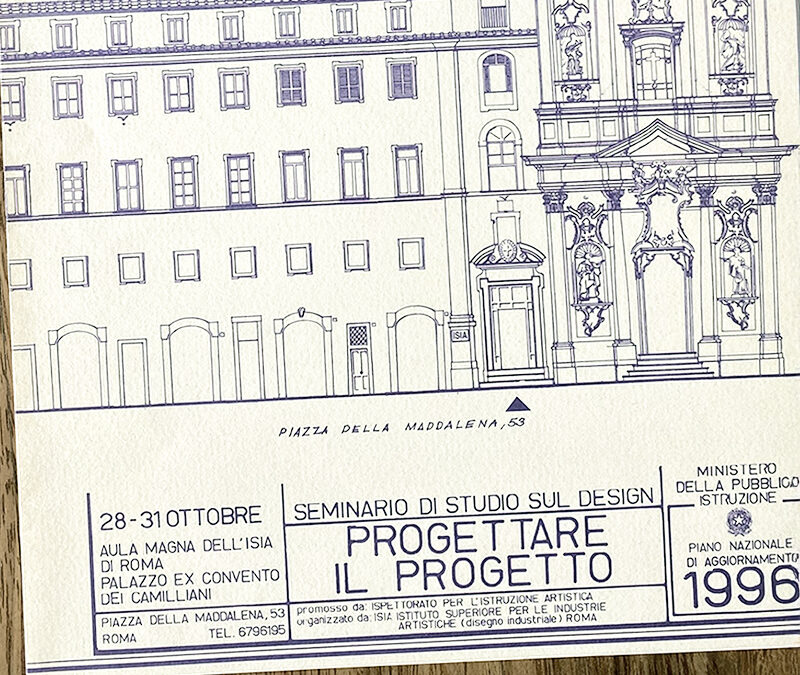 ISIA
PIAZZA DELLA MADDALENA, 53
28-31 OTTOBRE
AULA MAGNA DELL'ISIA
DI ROMA
PALAZZO EX CONVENTO
DEI CAMILLIANI
PIAZZA DELLA MADDALENA, 53
ROMA TEL. 6796195
SEMINARIO DI STUDIO SUL DESIGN
PROGETTARE
IL PROGETTO
promosso da: ISPETTORATO PER L'ISTRUZIONE ARTISTICA
organizzato da: ISIA ISTITUTO SUPERIORE PER LE INDUSTRIE
ARTISTICHE (disegno industriale) ROMA
MINISTERO
DELLA PUBBLICA
ISTRUZIONE
PIANO NAZIONALE
DI AGGIORNAMENTO
1996